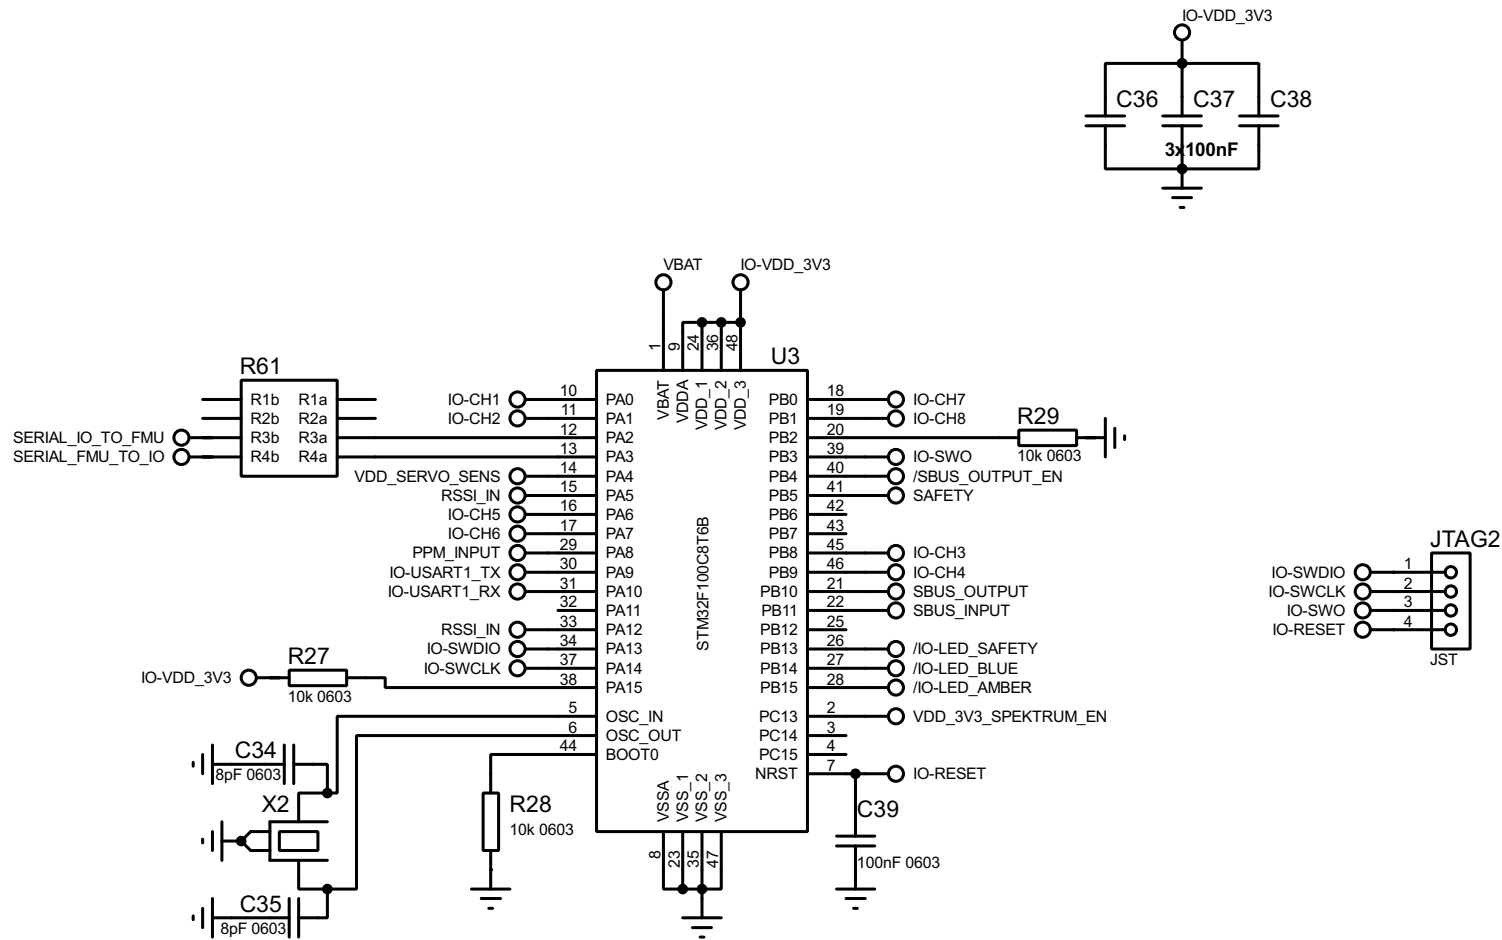 IO-VDD_3V3
C36
C37
C38
3x100nF
VBAT
IO-VDD_3V3
1
9
24
36
48
U3
VBAT
VDDA
VDD_1
VDD_2
VDD_3
R61
R1b R1a
R2b R2a
R3b R3a
R4b R4a
SERIAL_IO_TO_FMU
SERIAL_FMU_TO_IO
IO-CH1 10 PA0
IO-CH2 11 PA1
12 PA2
13 PA3
VDD_SERVO_SENS 14 PA4
RSSI_IN 15 PA5
IO-CH5 16 PA6
IO-CH6 17 PA7
PPM_INPUT 29 PA8
IO-USART1_TX 30 PA9
IO-USART1_RX 31 PA10
32 PA11
RSSI_IN 33 PA12
IO-SWDIO 34 PA13
IO-SWCLK 37 PA14
38 PA15
5 OSC_IN
6 OSC_OUT
44 BOOT0
STM32F100C8T6B
PB0 18 IO-CH7
PB1 19 IO-CH8
PB2 20
PB3 39 IO-SWO
PB4 40 /SBUS_OUTPUT_EN
PB5 41 SAFETY
PB6 42
PB7 43
PB8 45 IO-CH3
PB9 46 IO-CH4
PB10 21 SBUS_OUTPUT
PB11 22 SBUS_INPUT
PB12 25
PB13 26 /IO-LED_SAFETY
PB14 27 /IO-LED_BLUE
PB15 28 /IO-LED_AMBER
PC13 2 VDD_3V3_SPEKTRUM_EN
PC14 3
PC15 4
NRST 7 IO-RESET
R29
10k 0603
IO-VDD_3V3
R27
10k 0603
C34
8pF 0603
X2
C35
8pF 0603
R28
10k 0603
VSSA
VSS_1
VSS_2
VSS_3
8
23
35
47
C39
100nF 0603
JTAG2
IO-SWDIO 1
IO-SWCLK 2
IO-SWO 3
IO-RESET 4
JST